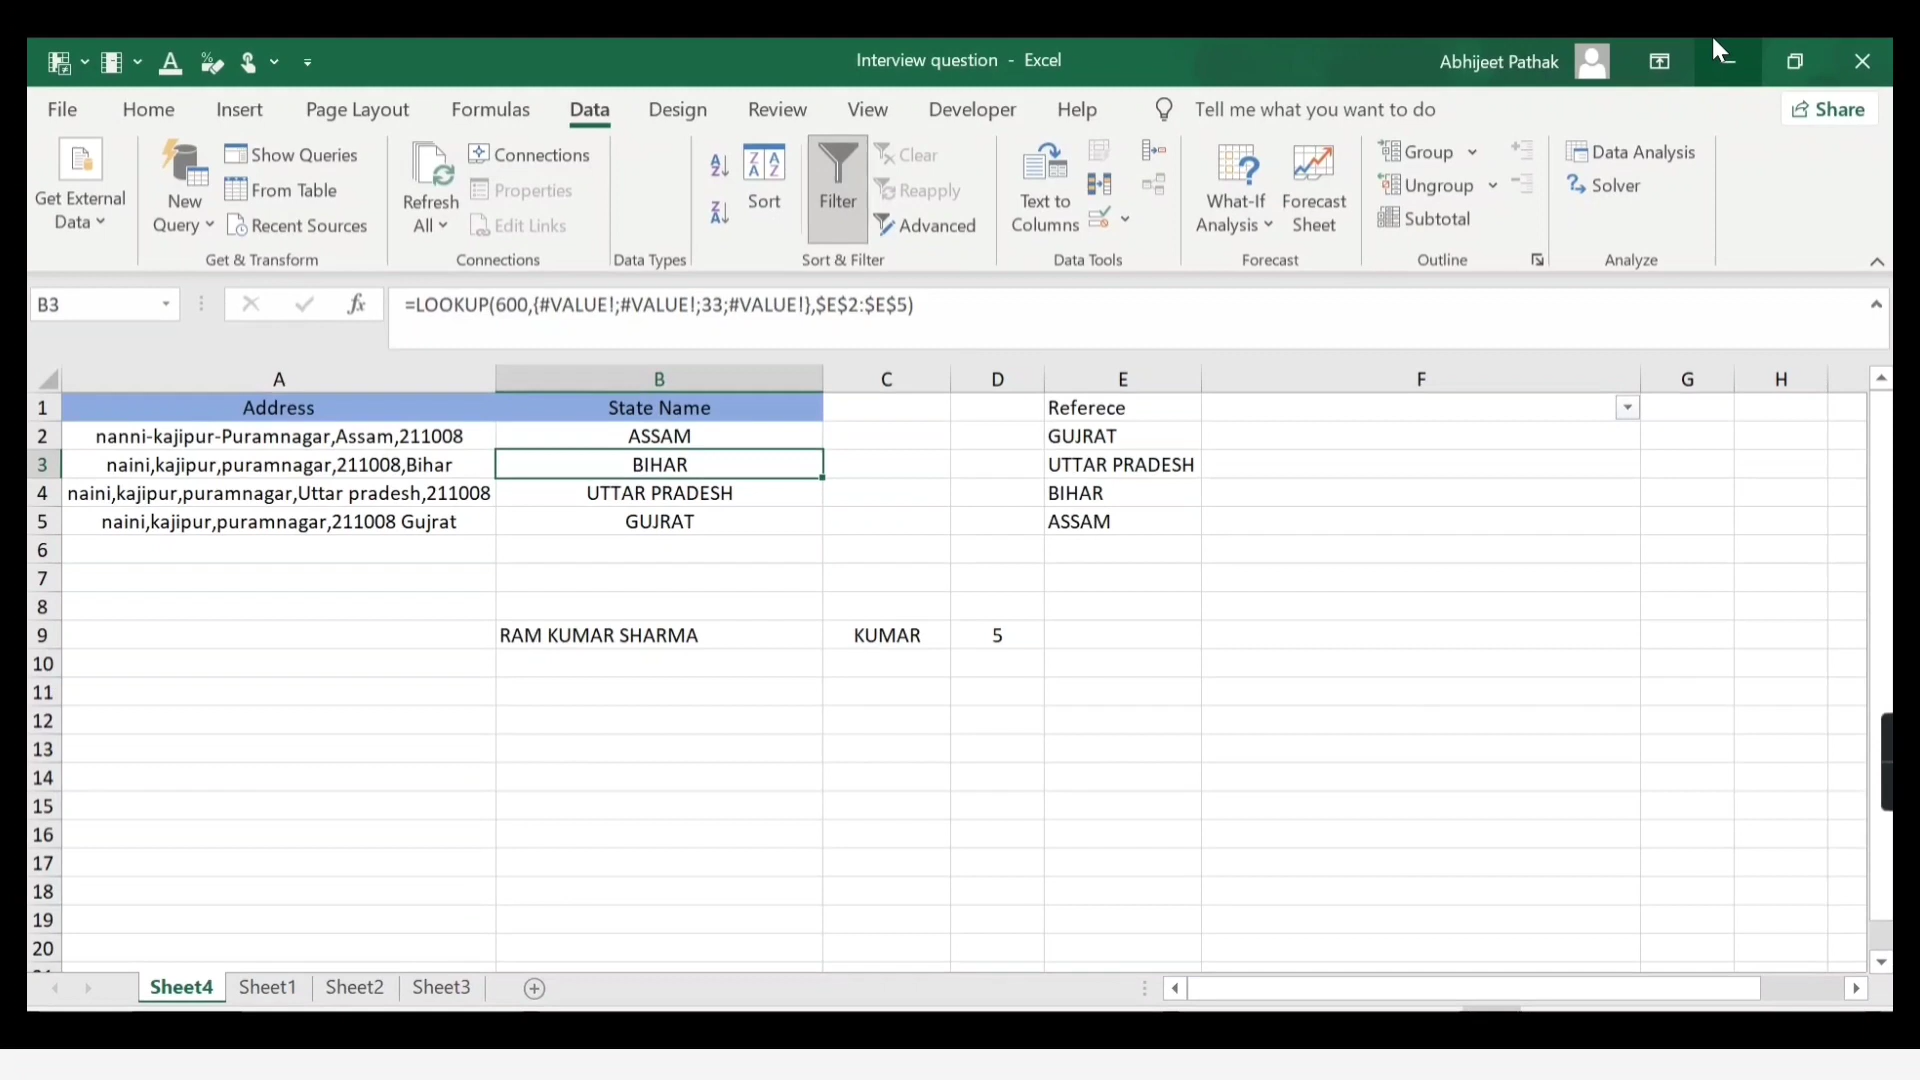 Interview question - Excel
Abhijeet Pathak
File Home Insert Page Layout Formulas Data Design Review View Developer Help Tell me what you want to do Share
Get External Data
New Query
Show Queries
From Table
Recent Sources
Get & Transform
Refresh All
Connections
Properties
Edit Links
Connections
Data Types
Sort
Filter
Clear
Reapply
Advanced
Sort & Filter
Text to Columns
Data Tools
What-If Analysis
Forecast Sheet
Forecast
Group
Ungroup
Subtotal
Outline
Data Analysis
Solver
Analyze
B3 fx =LOOKUP(600,{#VALUE!;#VALUE!;33;#VALUE!},$E$2:$E$5)
A B C D E F G H
1 Address State Name Referece
2 nanni-kajipur-Puramnagar,Assam,211008 ASSAM GUJRAT
3 naini,kajipur,puramnagar,211008,Bihar BIHAR UTTAR PRADESH
4 naini,kajipur,puramnagar,Uttar pradesh,211008 UTTAR PRADESH BIHAR
5 naini,kajipur,puramnagar,211008 Gujrat GUJRAT ASSAM
6
7
8
9 RAM KUMAR SHARMA KUMAR 5
10
11
12
13
14
15
16
17
18
19
20
Sheet4 Sheet1 Sheet2 Sheet3